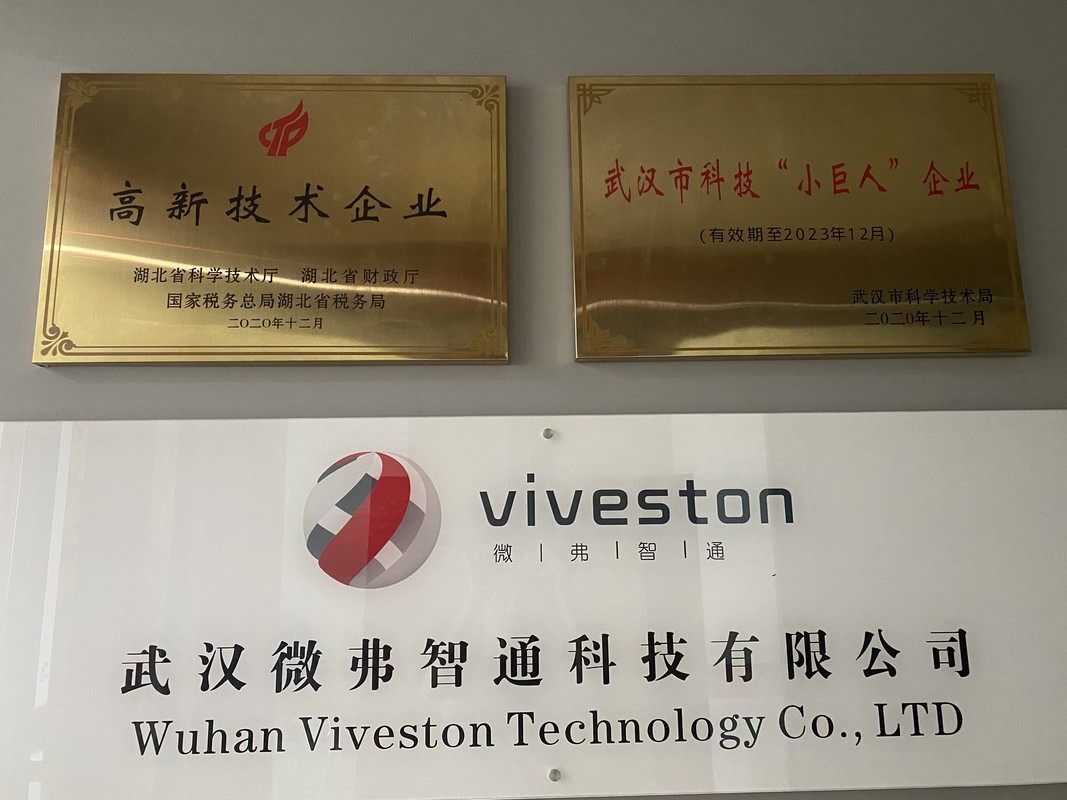 高新技术企业
湖北省科学技术厅 湖北省财政厅
国家税务总局湖北省税务局
二〇二〇年十二月
武汉市科技“小巨人”企业
(有效期至2023年12月)
武汉市科学技术局
二〇二〇年十二月
viveston
微|弗|智|通
武汉微弗智通科技有限公司
Wuhan Viveston Technology Co., LTD